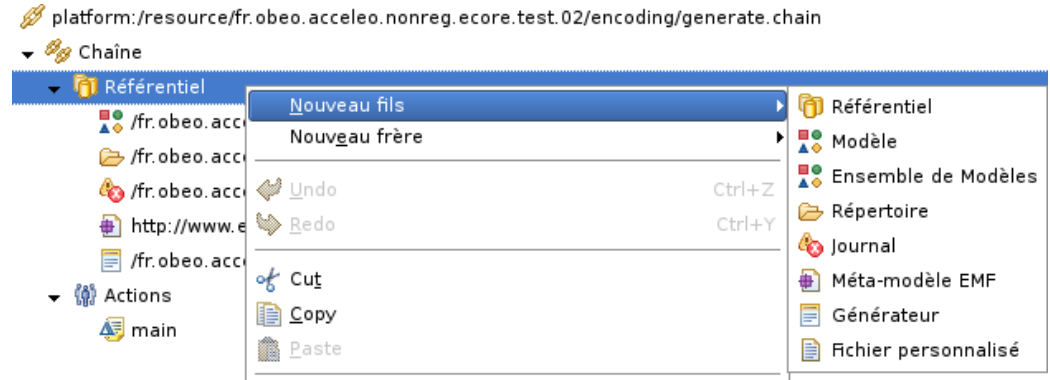 platform:/resource/fr.obeo.acceleo.nonreg.ecore.test.02/encoding/generate.chain
Chaîne
Référentiel
/fr.obeo.acce
/fr.obeo.acce
/fr.obeo.acce
http://www.e
/fr.obeo.acce
Actions
main
Nouveau fils
Nouveau frère
Undo Ctrl+Z
Redo Ctrl+Y
Cut
Copy
Paste
Référentiel
Modèle
Ensemble de Modèles
Répertoire
Journal
Méta-modèle EMF
Générateur
Fichier personnalisé